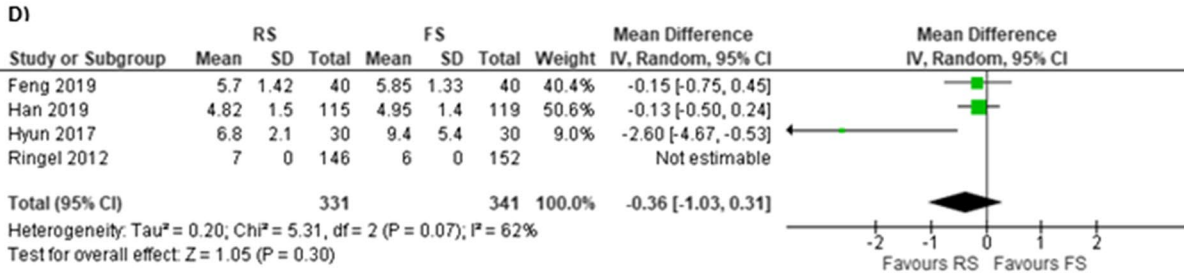 D)
RS FS Mean Difference Mean Difference
Study or Subgroup Mean SD Total Mean SD Total Weight IV, Random, 95% CI IV, Random, 95% CI
Feng 2019 5.7 1.42 40 5.85 1.33 40 40.4% -0.15 [-0.75, 0.45]
Han 2019 4.82 1.5 115 4.95 1.4 119 50.6% -0.13 [-0.50, 0.24]
Hyun 2017 6.8 2.1 30 9.4 5.4 30 9.0% -2.60 [-4.67, -0.53]
Ringel 2012 7 0 146 6 0 152 Not estimable
Total (95% CI) 331 341 100.0% -0.36 [-1.03, 0.31]
Heterogeneity: Tau² = 0.20; Chi² = 5.31, df = 2 (P = 0.07); I² = 62%
Test for overall effect: Z = 1.05 (P = 0.30)
-2 -1 0 1 2
Favours RS Favours FS